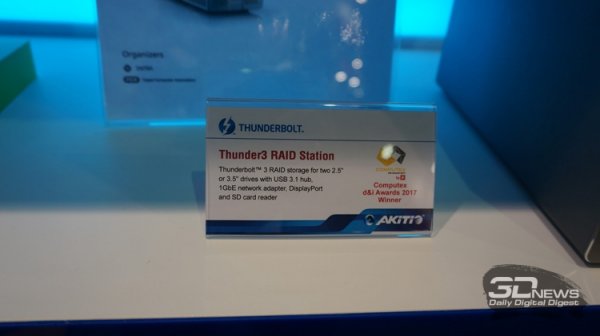 Organizers
THUNDERBOLT.
Thunder3 RAID Station
Thunderbolt™ 3 RAID storage for two 2.5"
or 3.5" drives with USB 3.1 hub,
1GbE network adapter, DisplayPort
and SD card reader
COMPUTEX
Computex
d&i Awards 2017
Winner
AKiTiO
3DNEWS
Daily Digital Digest